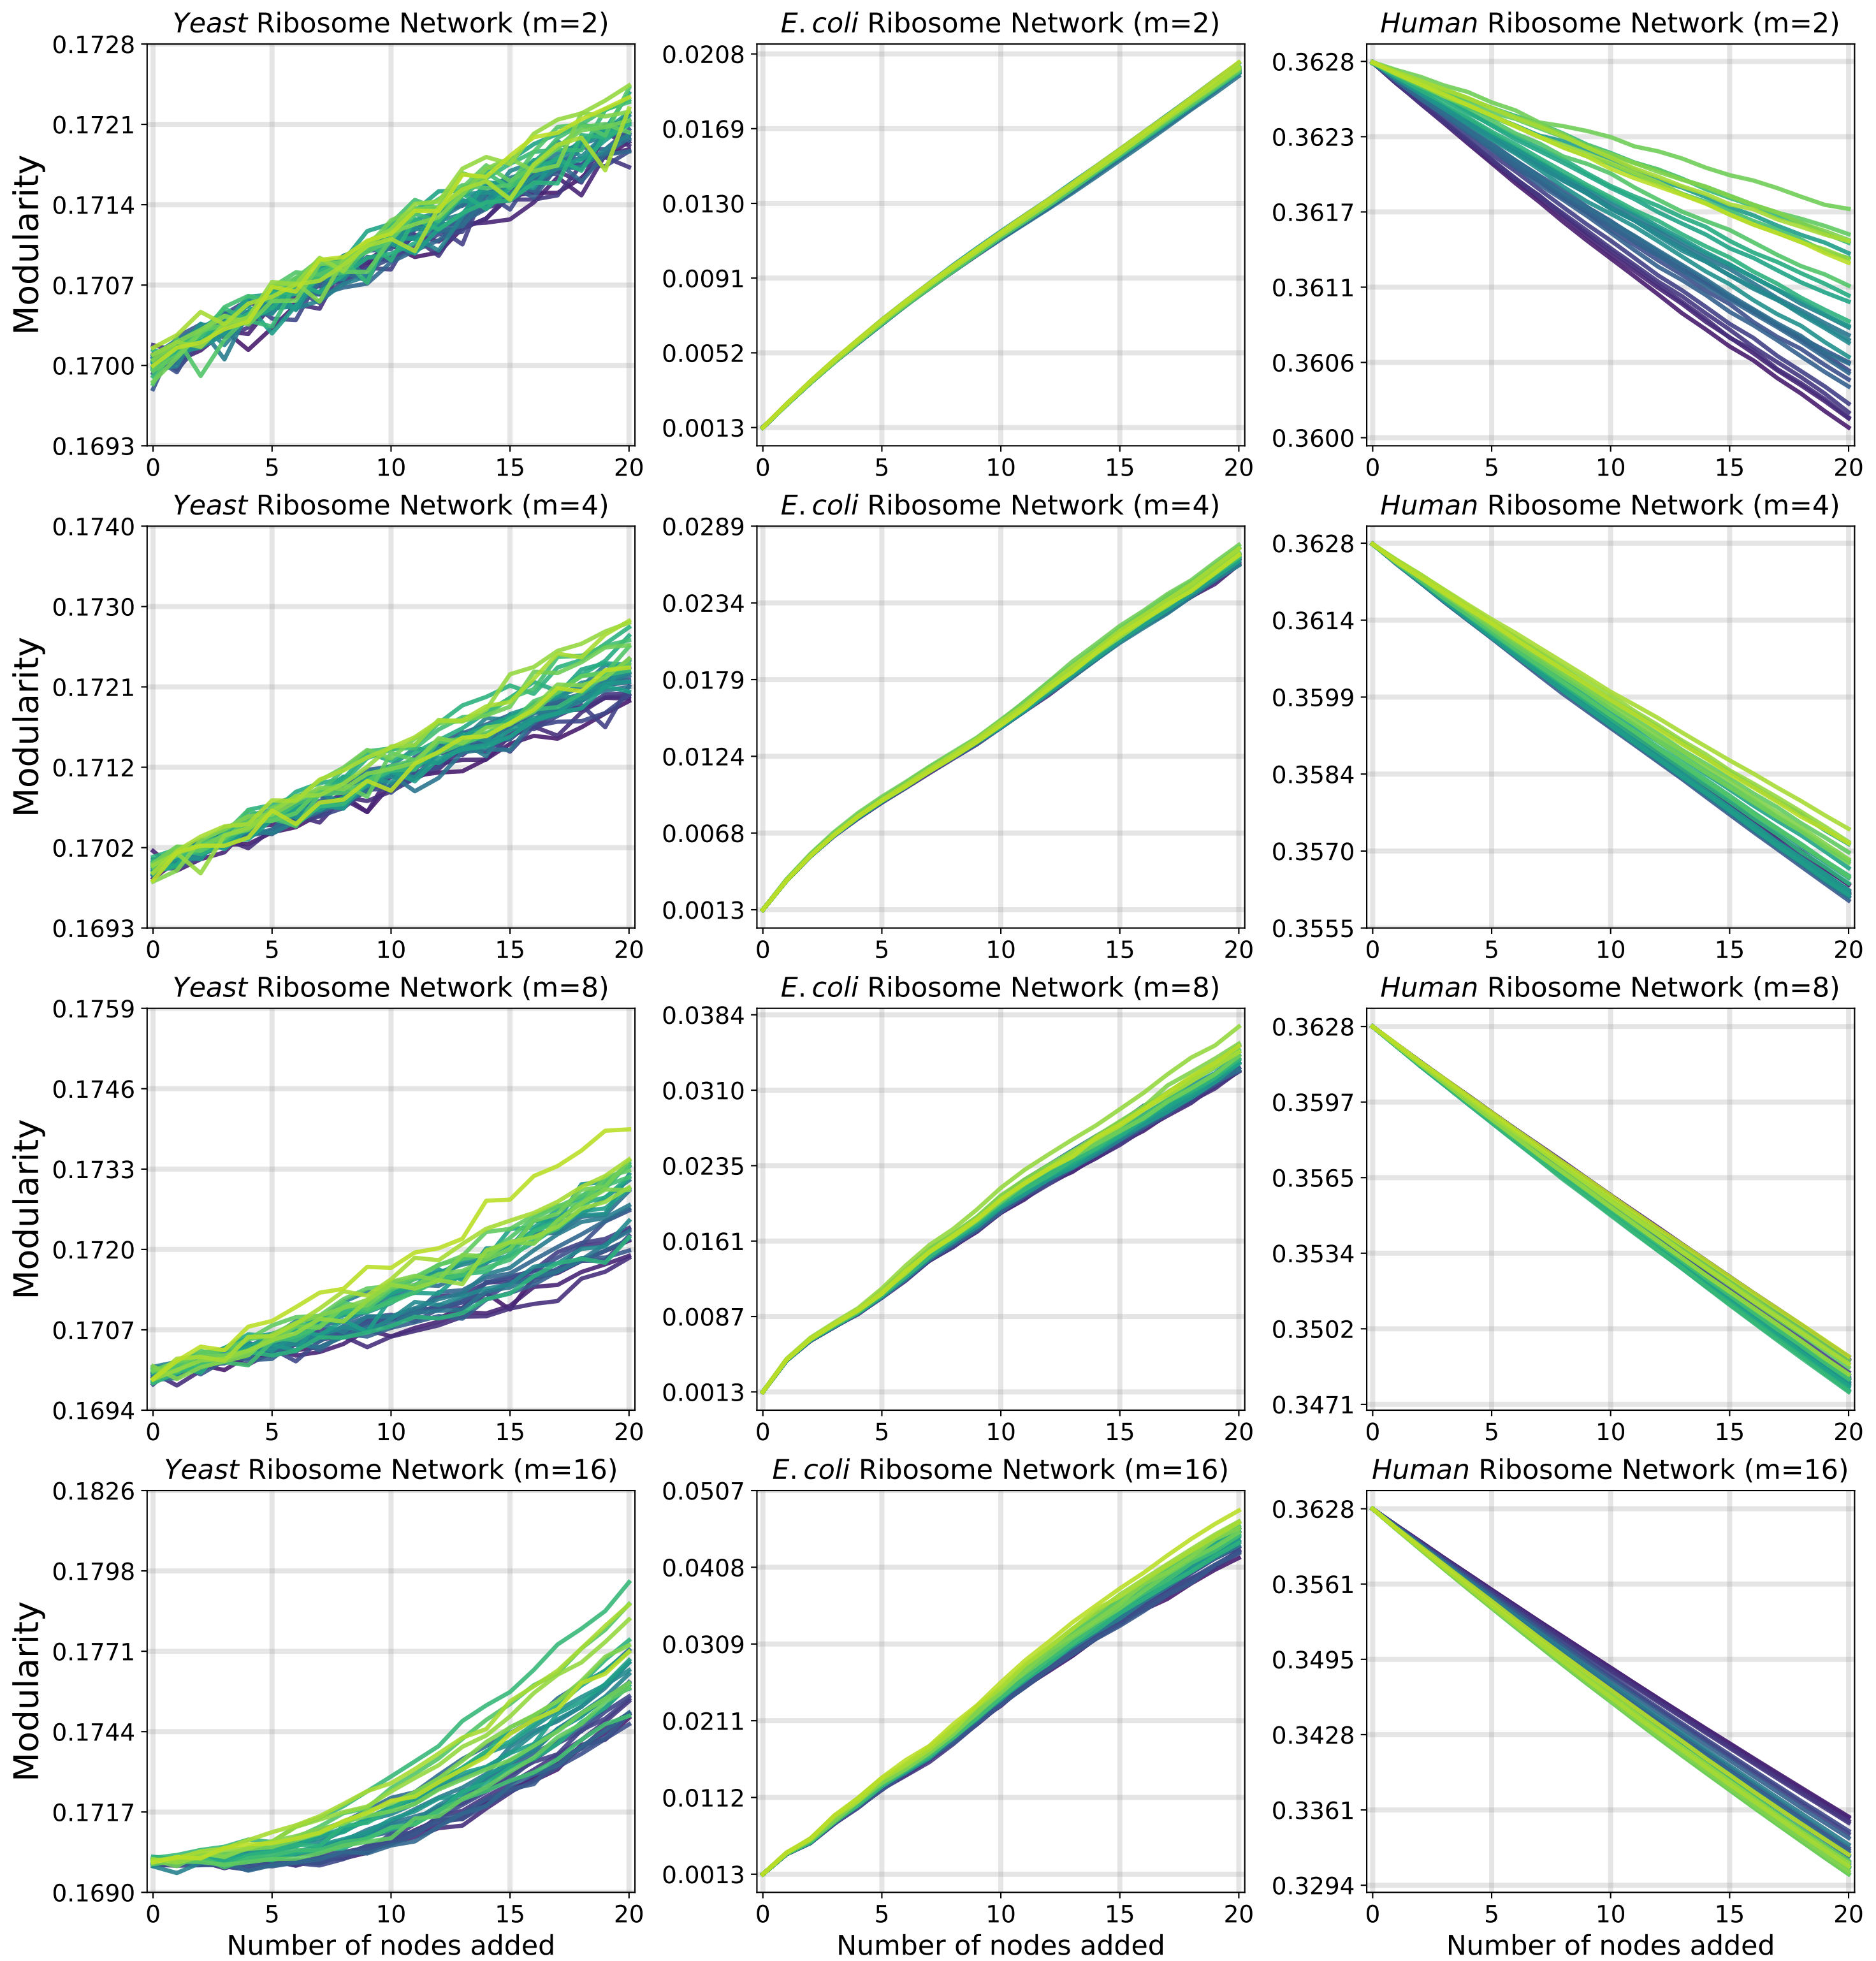 Yeast Ribosome Network (m=2)
E. coli Ribosome Network (m=2)
Human Ribosome Network (m=2)
Modularity
0.1728
0.1721
0.1714
0.1707
0.1700
0.1693
0 5 10 15 20
0.0208
0.0169
0.0130
0.0091
0.0052
0.0013
0 5 10 15 20
0.3628
0.3623
0.3617
0.3611
0.3606
0.3600
0 5 10 15 20
Yeast Ribosome Network (m=4)
E. coli Ribosome Network (m=4)
Human Ribosome Network (m=4)
Modularity
0.1740
0.1730
0.1721
0.1712
0.1702
0.1693
0 5 10 15 20
0.0289
0.0234
0.0179
0.0124
0.0068
0.0013
0 5 10 15 20
0.3628
0.3614
0.3599
0.3584
0.3570
0.3555
0 5 10 15 20
Yeast Ribosome Network (m=8)
E. coli Ribosome Network (m=8)
Human Ribosome Network (m=8)
Modularity
0.1759
0.1746
0.1733
0.1720
0.1707
0.1694
0 5 10 15 20
0.0384
0.0310
0.0235
0.0161
0.0087
0.0013
0 5 10 15 20
0.3628
0.3597
0.3565
0.3534
0.3502
0.3471
0 5 10 15 20
Yeast Ribosome Network (m=16)
E. coli Ribosome Network (m=16)
Human Ribosome Network (m=16)
Modularity
0.1826
0.1798
0.1771
0.1744
0.1717
0.1690
0 5 10 15 20
Number of nodes added
0.0507
0.0408
0.0309
0.0211
0.0112
0.0013
0 5 10 15 20
Number of nodes added
0.3628
0.3561
0.3495
0.3428
0.3361
0.3294
0 5 10 15 20
Number of nodes added